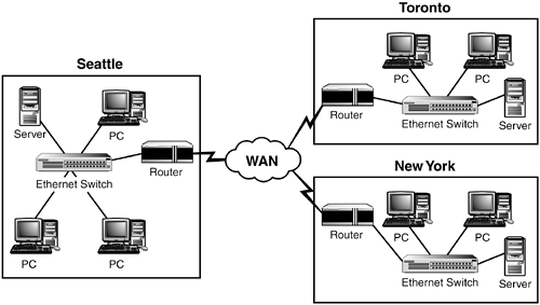 Seattle
Server
PC
Ethernet Switch
Router
PC
PC
WAN
Toronto
PC
PC
Router
Ethernet Switch
Server
New York
Router
PC
PC
Ethernet Switch
Server